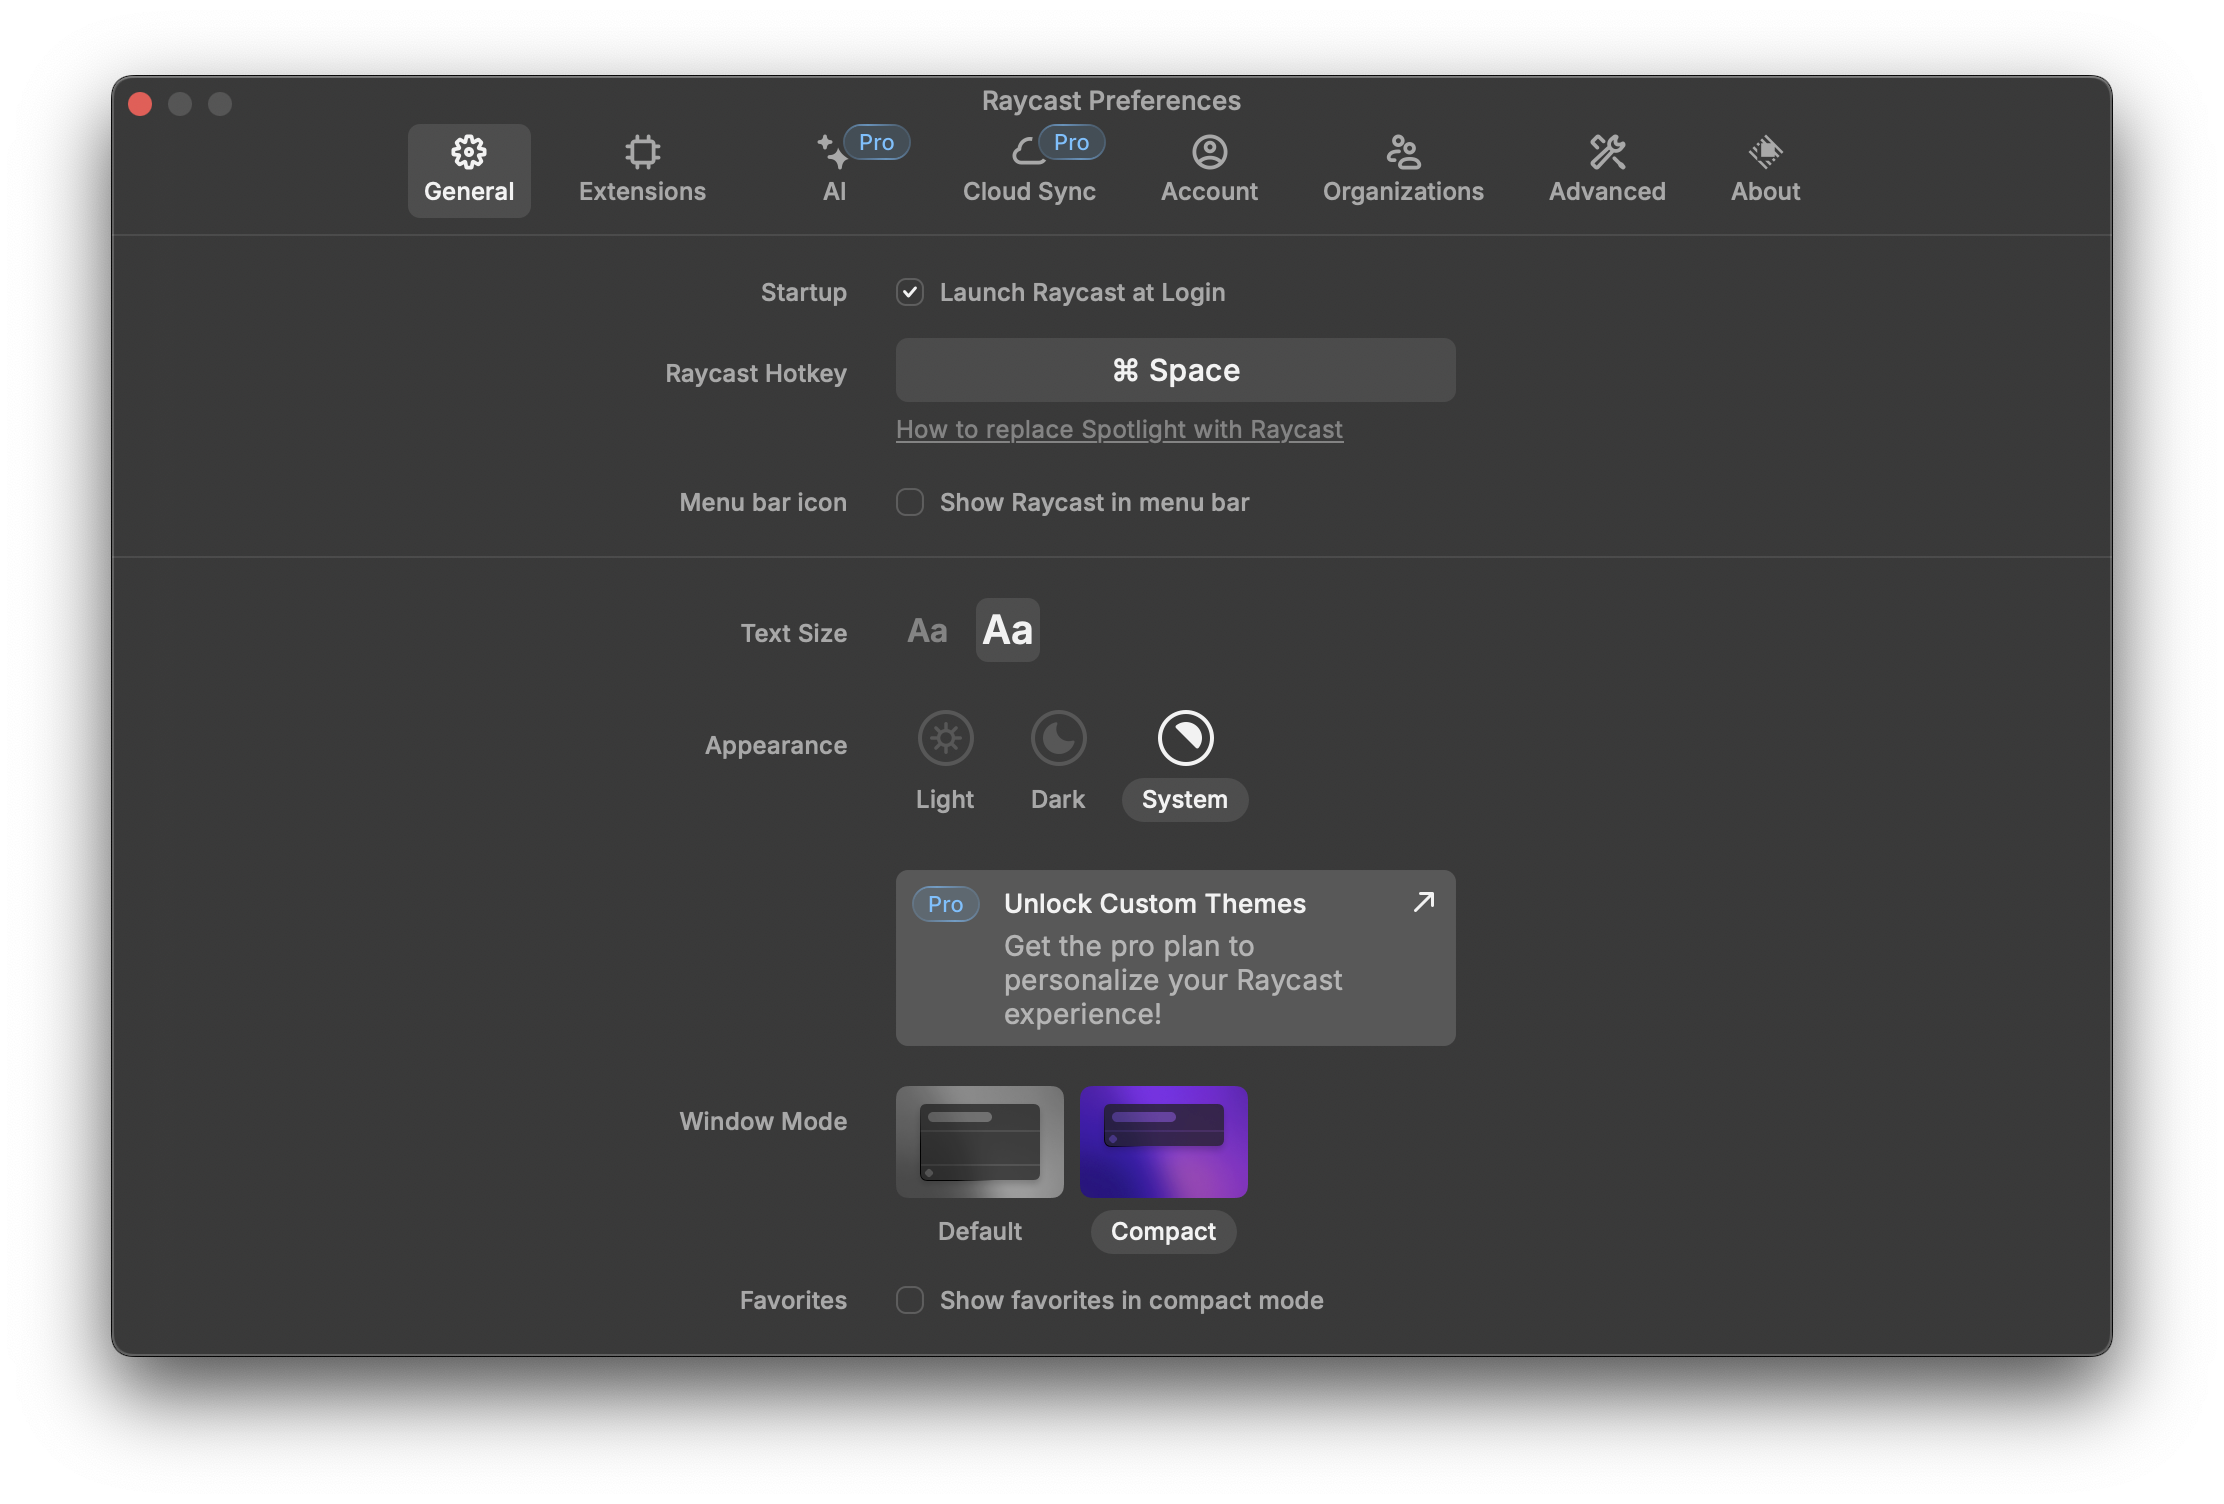 Raycast Preferences
General
Extensions
Pro
AI
Pro
Cloud Sync
Account
Organizations
Advanced
About
Startup
Launch Raycast at Login
Raycast Hotkey
⌘ Space
How to replace Spotlight with Raycast
Menu bar icon
Show Raycast in menu bar
Text Size
Aa
Aa
Appearance
Light
Dark
System
Pro
Unlock Custom Themes
Get the pro plan to
personalize your Raycast
experience!
Window Mode
Default
Compact
Favorites
Show favorites in compact mode